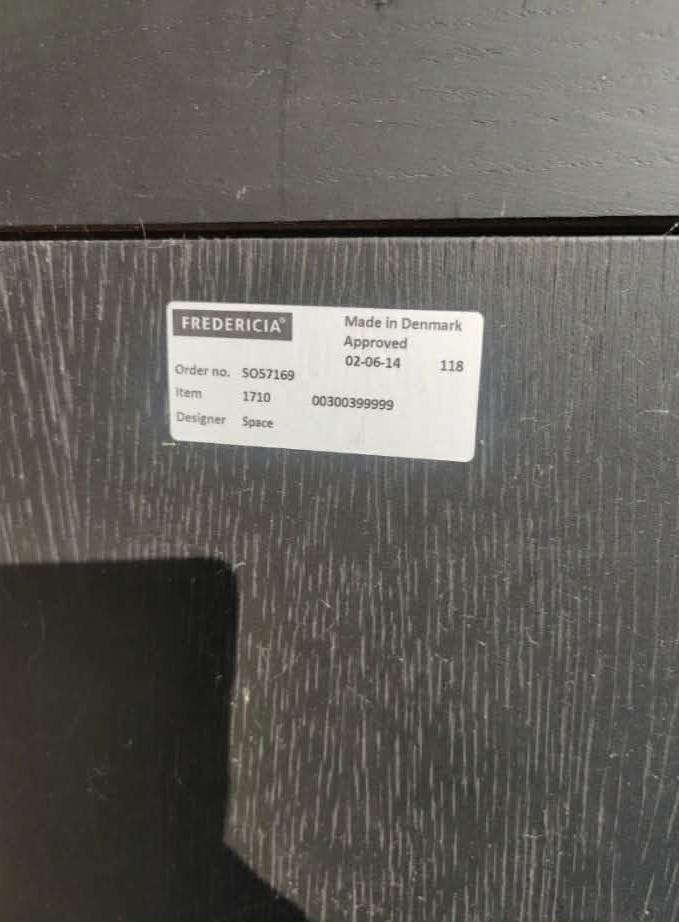 FREDERICIA®
Made in Denmark
Approved
02-06-14 118
Order no. SO57169
Item 1710 00300399999
Designer Space